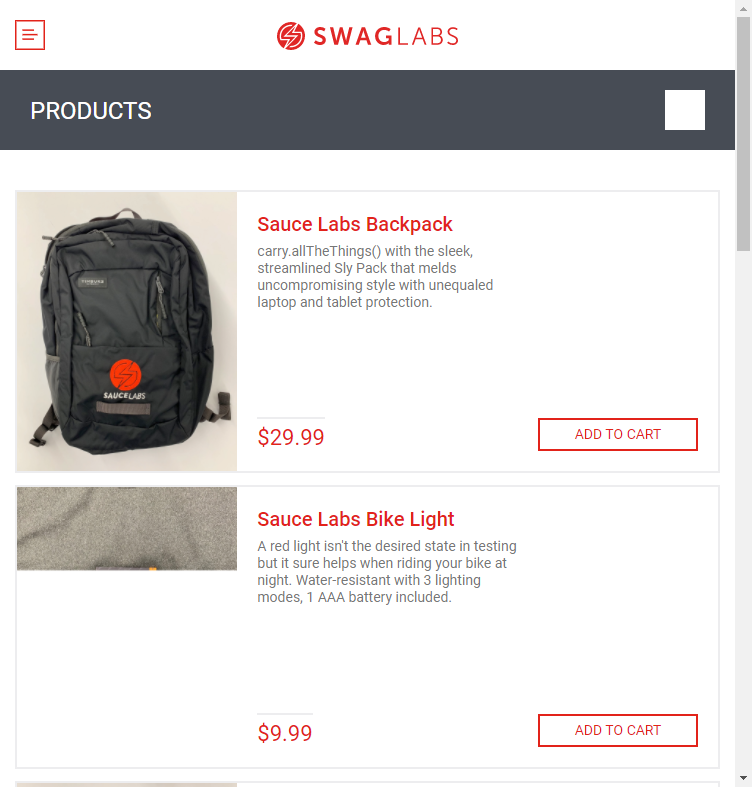 SWAGLABS
PRODUCTS
Sauce Labs Backpack
carry.allTheThings() with the sleek,
streamlined Sly Pack that melds
uncompromising style with unequaled
laptop and tablet protection.
SAUCELABS
$29.99
ADD TO CART
Sauce Labs Bike Light
A red light isn't the desired state in testing
but it sure helps when riding your bike at
night. Water-resistant with 3 lighting
modes, 1 AAA battery included.
$9.99
ADD TO CART